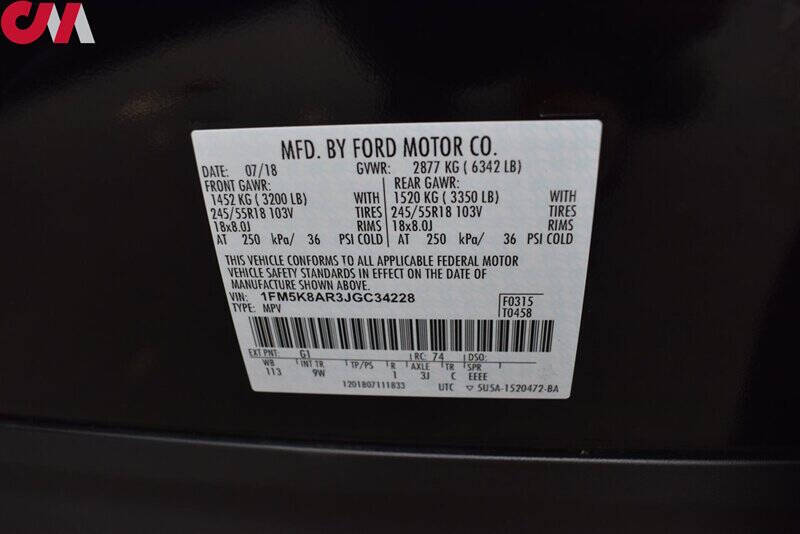 CM
MFD. BY FORD MOTOR CO.
DATE: 07/18 GVWR: 2877 KG ( 6342 LB)
FRONT GAWR: REAR GAWR:
1452 KG ( 3200 LB) WITH 1520 KG ( 3350 LB) WITH
245/55R18 103V TIRES 245/55R18 103V TIRES
18x8.0J RIMS 18x8.0J RIMS
AT 250 kPa/ 36 PSI COLD AT 250 kPa/ 36 PSI COLD
THIS VEHICLE CONFORMS TO ALL APPLICABLE FEDERAL MOTOR
VEHICLE SAFETY STANDARDS IN EFFECT ON THE DATE OF
MANUFACTURE SHOWN ABOVE.
VIN: 1FM5K8AR3JGC34228 F0315
TYPE: MPV T0458
EXT PNT: G1 RC: 74 DSO:
WB INT TR TP/PS R AXLE TR SPR
113 9W 1 3J C EEEE
1201807111833 UTC ▽ 5U5A-1520472-BA